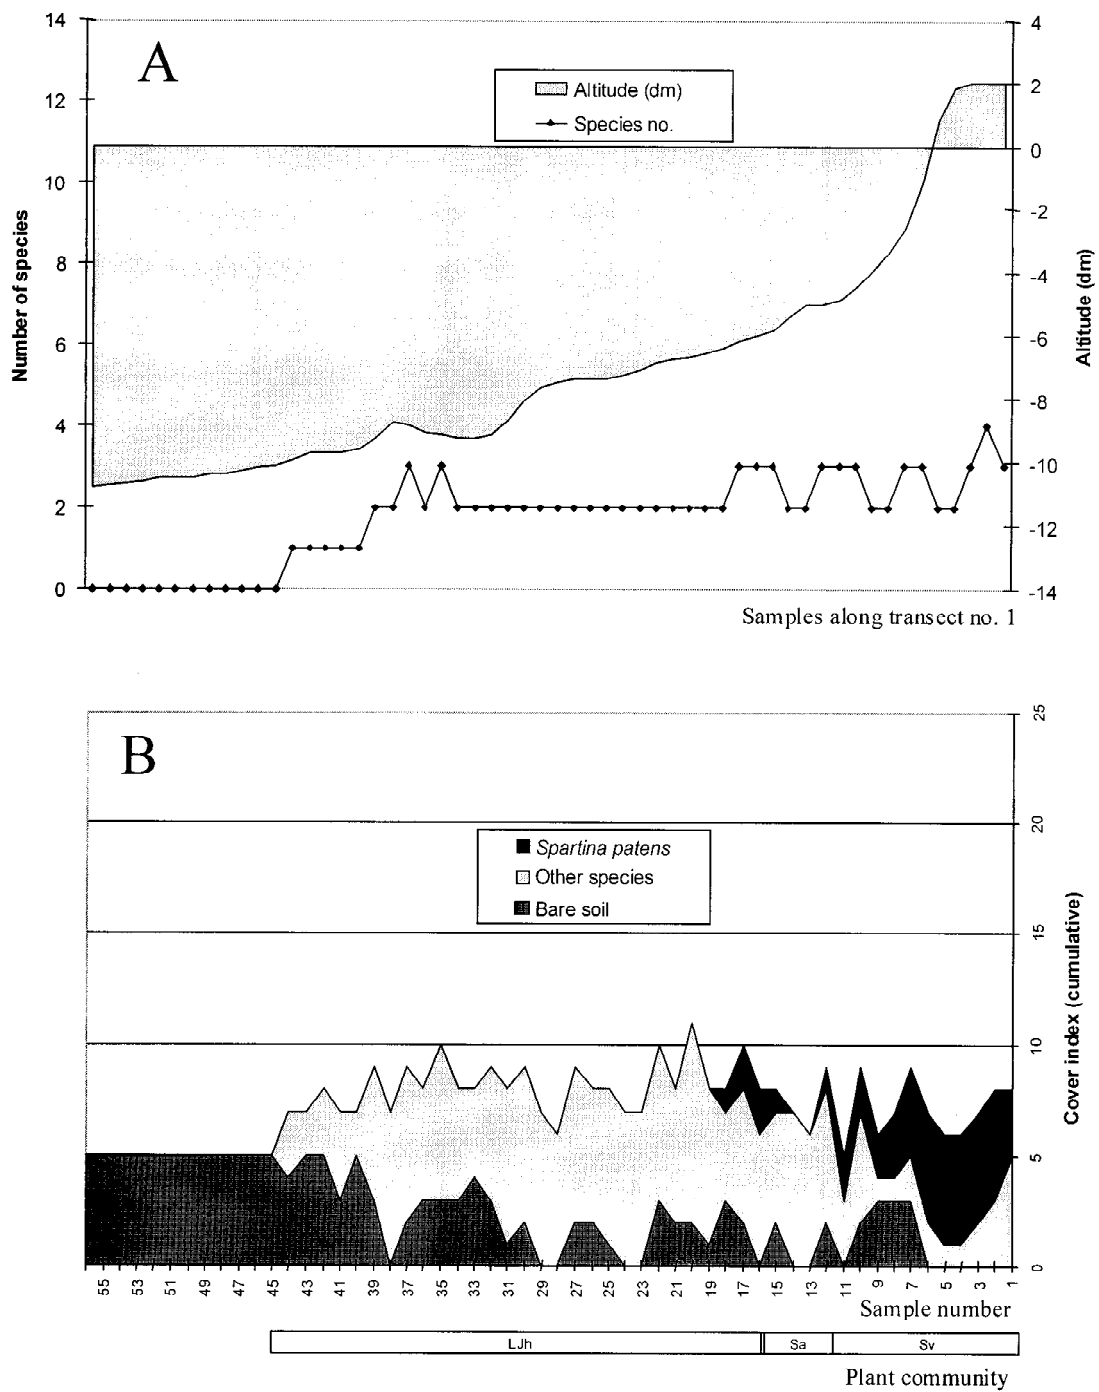 A
14
12
10
8
6
4
2
0
Number of species
Altitude (dm)
Species no.
4
2
0
-2
-4
-6
-8
-10
-12
-14
Altitude (dm)
Samples along transect no. 1
B
Spartina patens
Other species
Bare soil
25
20
15
10
5
0
Cover index (cumulative)
55 53 51 49 49 47 45 43 41 39 37 35 33 31 29 27 25 23 21 19 17 15 13 11 9 7 5 3 1
Sample number
LJh Sa Sv
Plant community